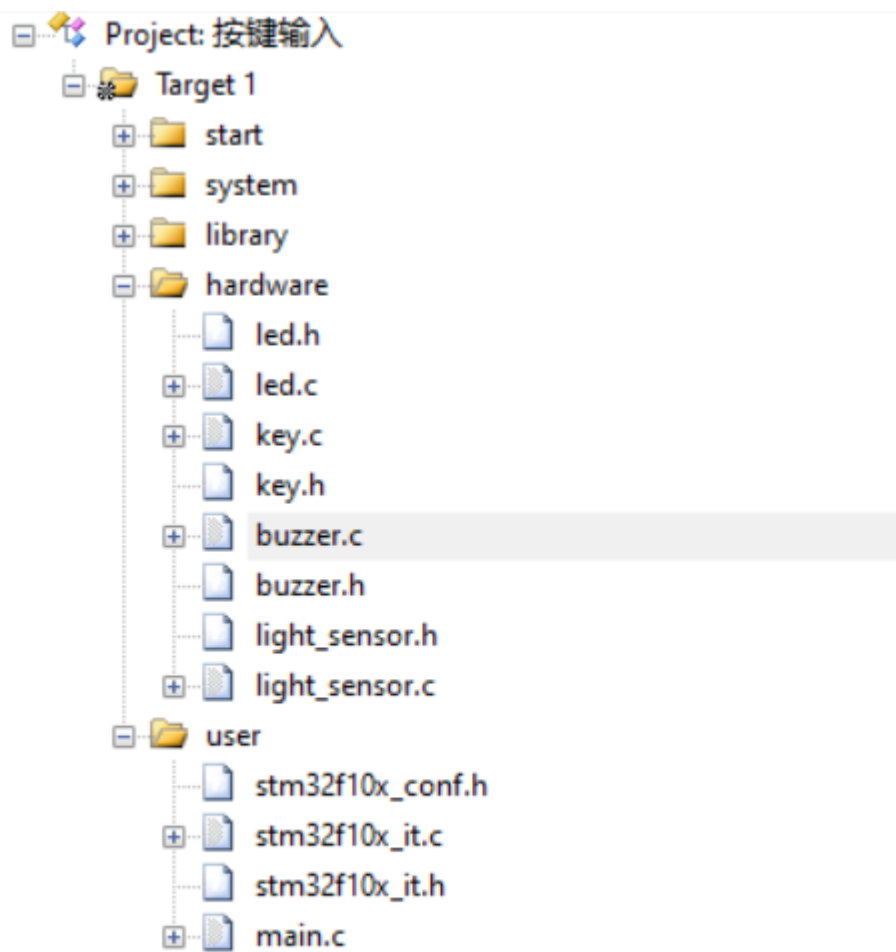 Project: 按键输入
Target 1
start
system
library
hardware
led.h
led.c
key.c
key.h
buzzer.c
buzzer.h
light_sensor.h
light_sensor.c
user
stm32f10x_conf.h
stm32f10x_it.c
stm32f10x_it.h
main.c